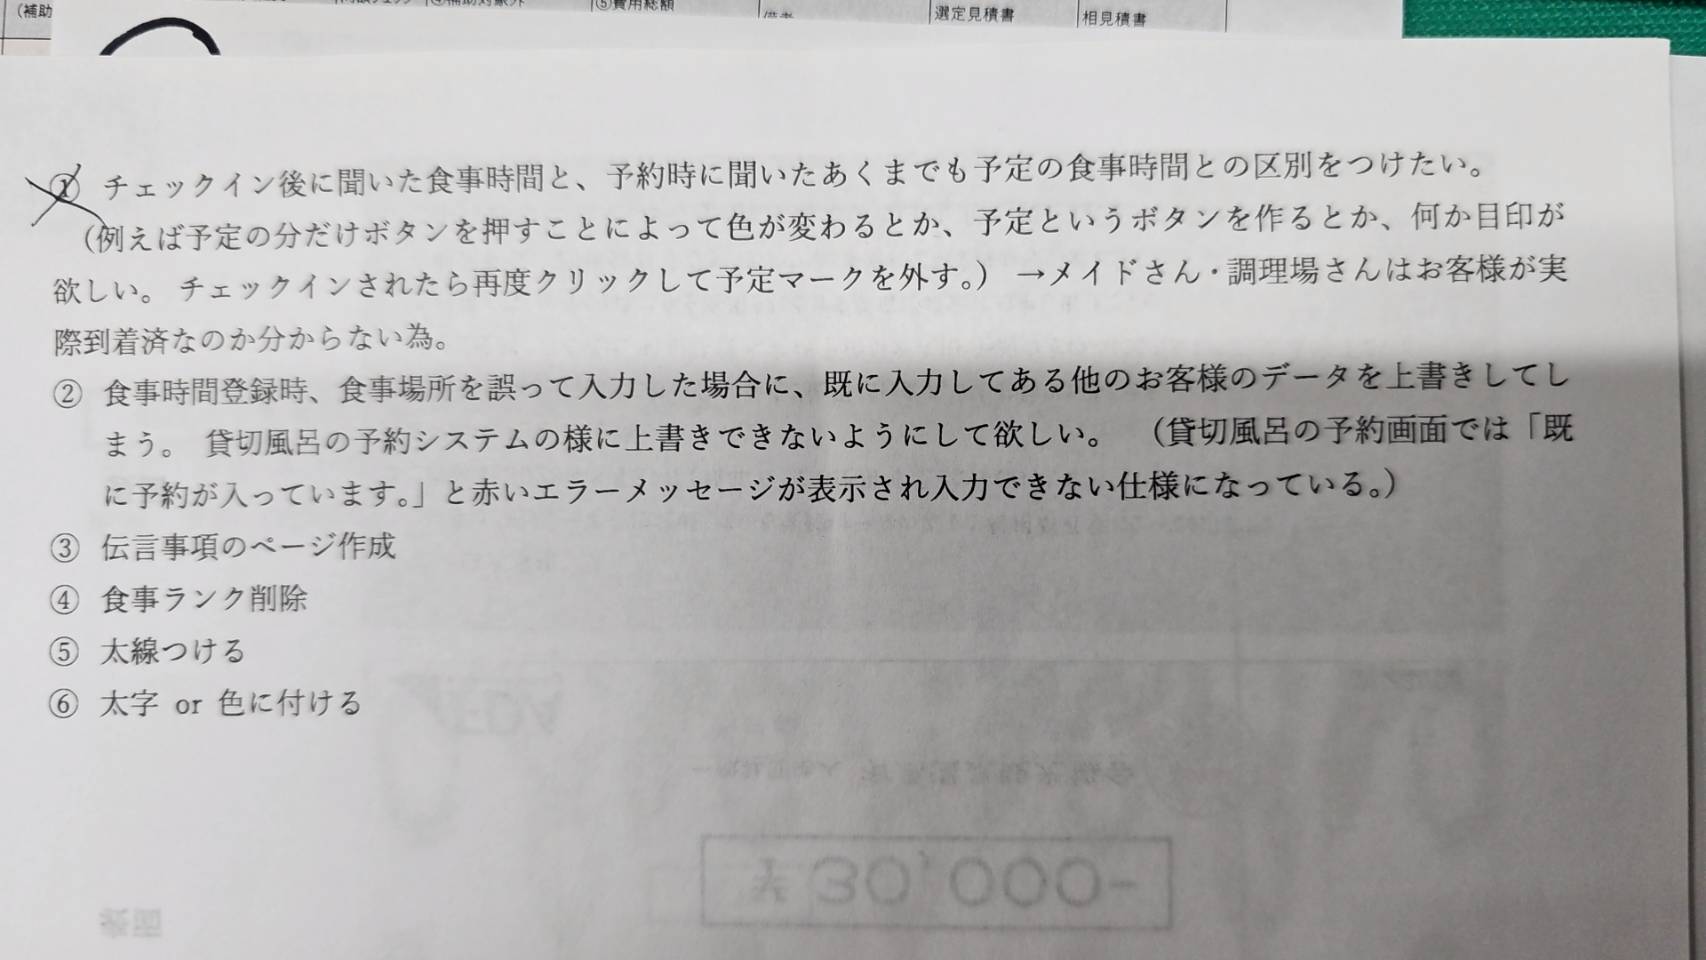 （補助
⑤費用総額
選定見積書
相見積書
① チェックイン後に聞いた食事時間と、予約時に聞いたあくまでも予定の食事時間との区別をつけたい。
（例えば予定の分だけボタンを押すことによって色が変わるとか、予定というボタンを作るとか、何か目印が
欲しい。 チェックインされたら再度クリックして予定マークを外す。） →メイドさん・調理場さんはお客様が実
際到着済なのか分からない為。
② 食事時間登録時、食事場所を誤って入力した場合に、既に入力してある他のお客様のデータを上書きしてし
まう。 貸切風呂の予約システムの様に上書きできないようにして欲しい。 （貸切風呂の予約画面では「既
に予約が入っています。」と赤いエラーメッセージが表示され入力できない仕様になっている。）
③ 伝言事項のページ作成
④ 食事ランク削除
⑤ 太線つける
⑥ 太字 or 色に付ける
¥30,000-